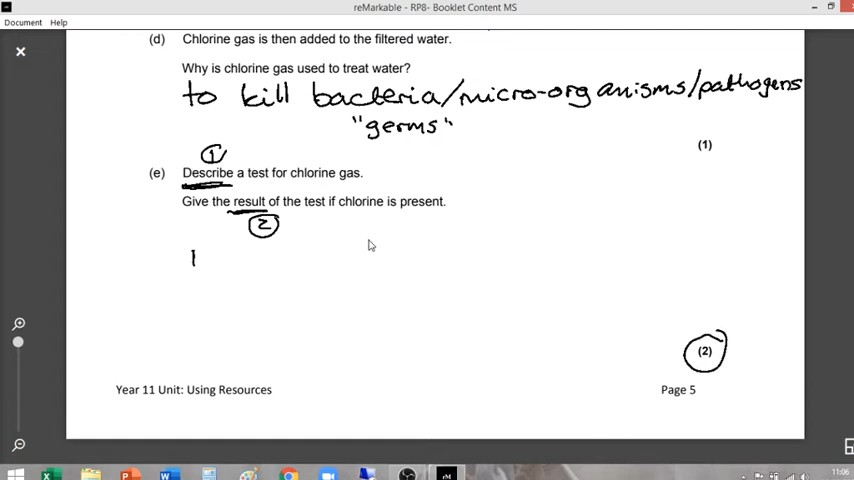 reMarkable - RP8- Booklet Content MS
Document Help
(d) Chlorine gas is then added to the filtered water.
Why is chlorine gas used to treat water?
to kill bacteria/micro-organisms/pathogens
"germs"
(1)
①
(e) Describe a test for chlorine gas.
Give the result of the test if chlorine is present.
②
1
(2)
Year 11 Unit: Using Resources Page 5
rM
11:06